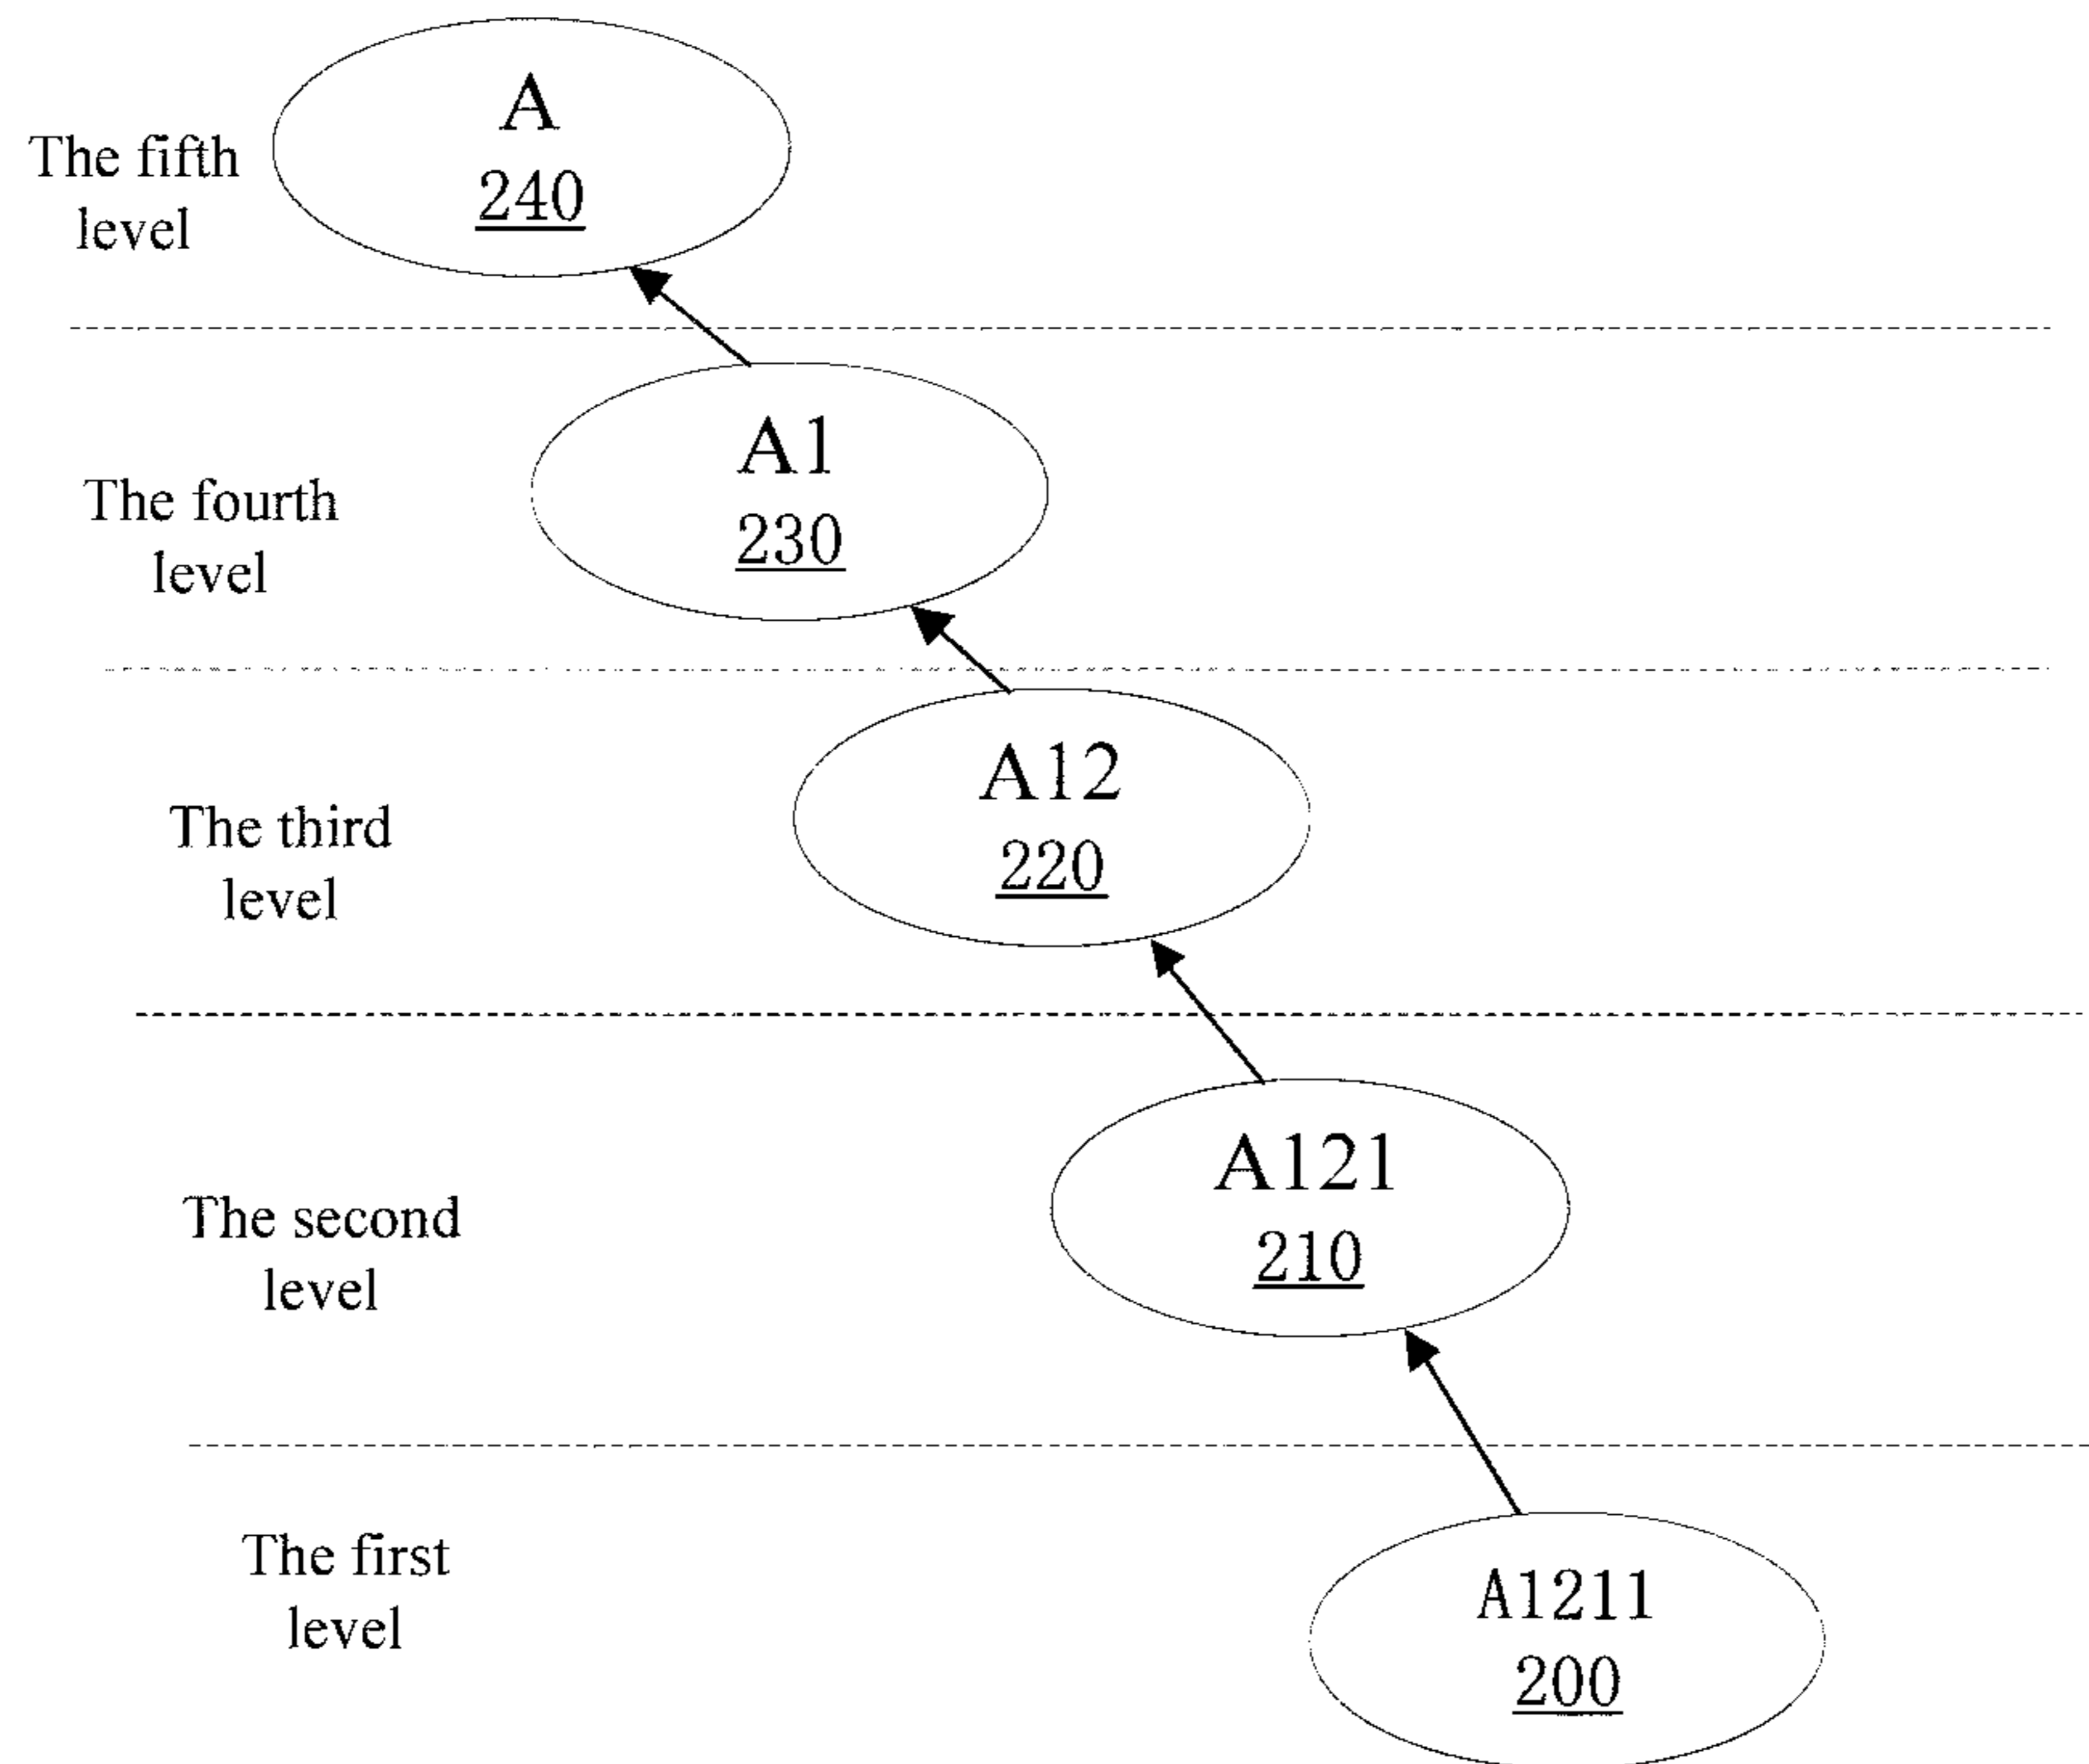 A
240
The fifth
level
A1
230
The fourth
level
A12
220
The third
level
A121
210
The second
level
A1211
200
The first
level